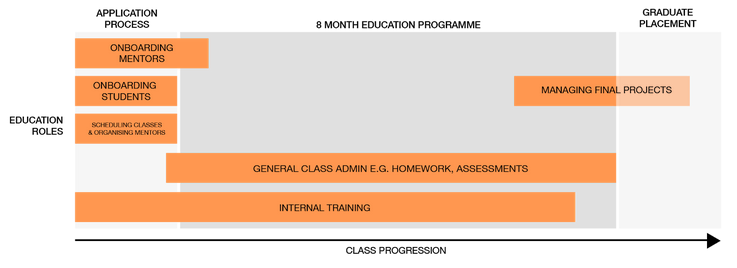 APPLICATION
PROCESS
8 MONTH EDUCATION PROGRAMME
GRADUATE
PLACEMENT
ONBOARDING
MENTORS
ONBOARDING
STUDENTS
MANAGING FINAL PROJECTS
EDUCATION
ROLES
SCHEDULING CLASSES
& ORGANISING MENTORS
GENERAL CLASS ADMIN E.G. HOMEWORK, ASSESSMENTS
INTERNAL TRAINING
CLASS PROGRESSION